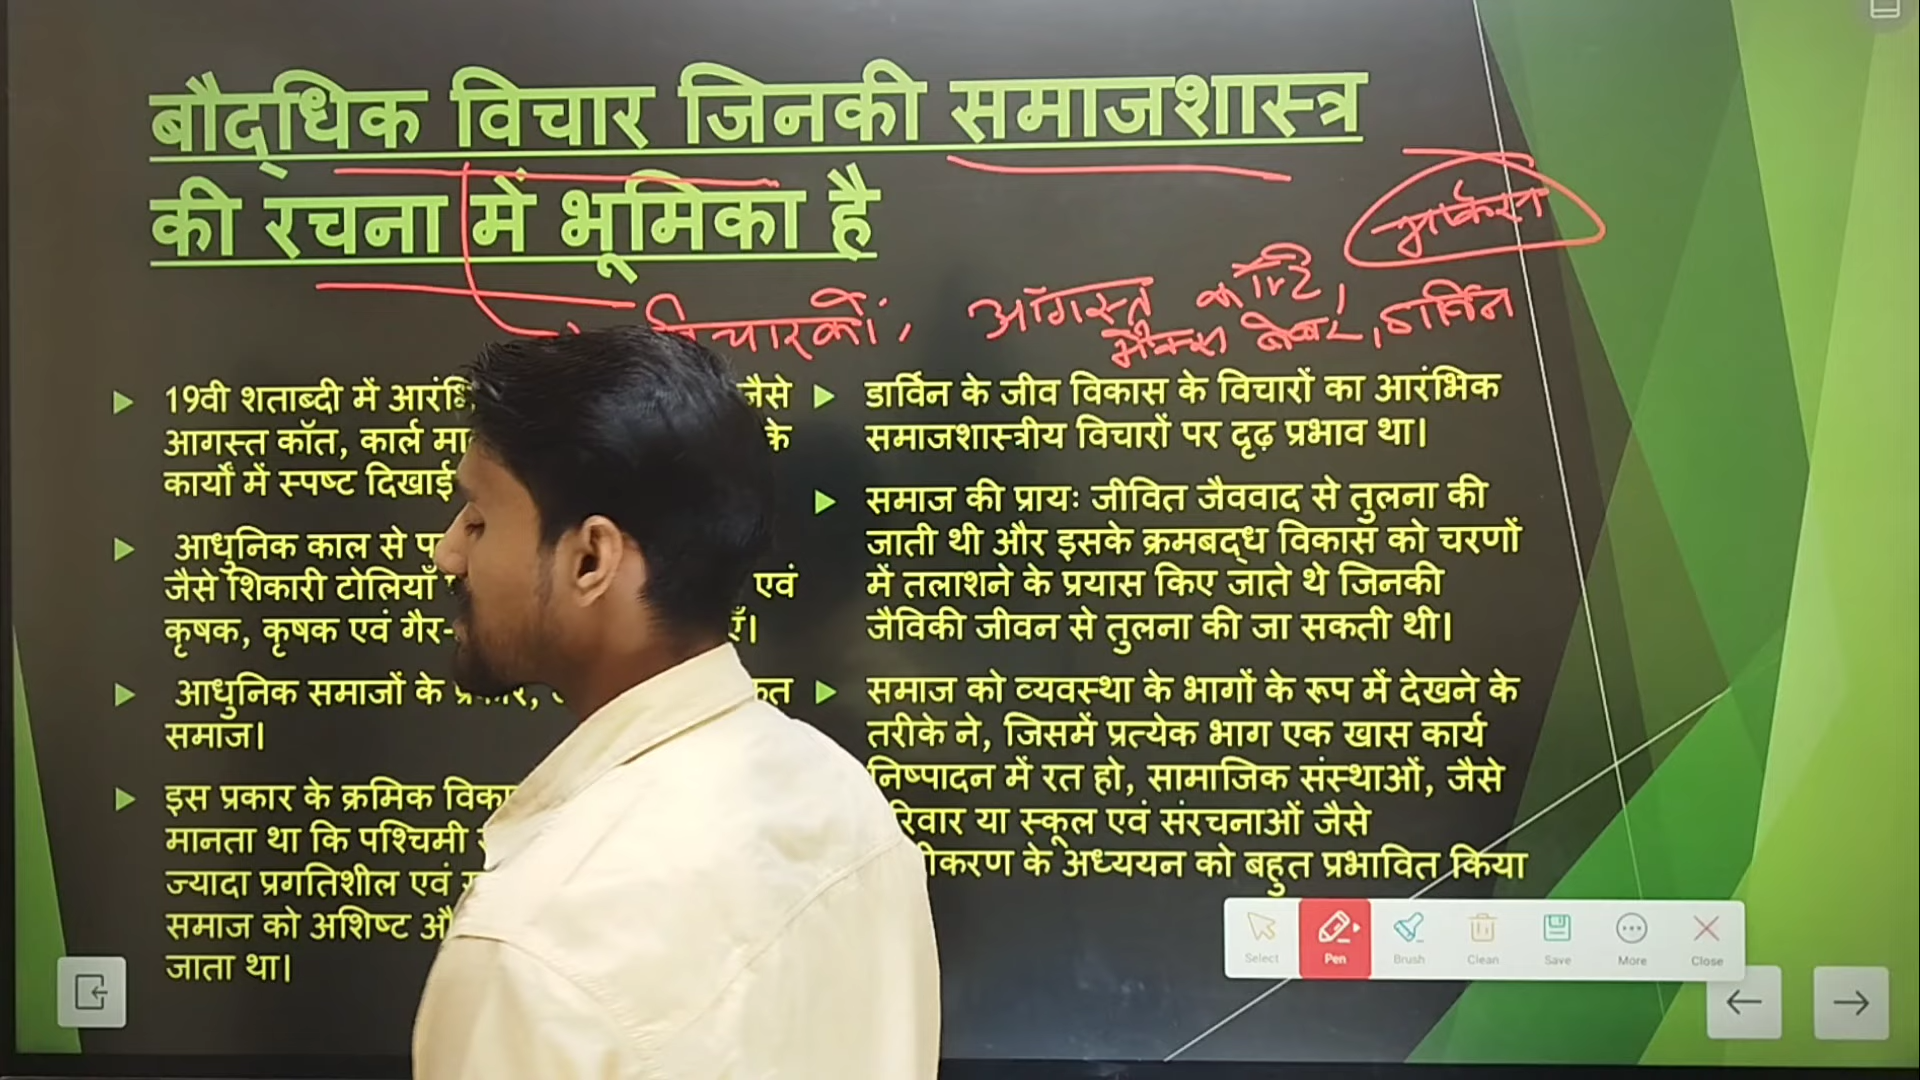 बौद्धिक विचार जिनकी समाजशास्त्र
की रचना में भूमिका है
मार्क्स
विचारकों, ऑगस्त कॉम्टे,
मैक्स वेबर, डार्विन
19वी शताब्दी में जैसे
आगस्त कॉत, कार्ल के
कार्यों में स्पष्ट दिखाई
आधुनिक काल से
जैसे शिकारी टोलियाँ एवं
कृषक, कृषक एवं गैर-
आधुनिक समाजों के
समाज।
इस प्रकार के क्रमिक
मानता था कि पश्चिमी
ज्यादा प्रगतिशील एवं
समाज को अशिष्ट
जाता था।
डार्विन के जीव विकास के विचारों का आरंभिक
समाजशास्त्रीय विचारों पर दृढ़ प्रभाव था।
समाज की प्रायः जीवित जैववाद से तुलना की
जाती थी और इसके क्रमबद्ध विकास को चरणों
में तलाशने के प्रयास किए जाते थे जिनकी
जैविकी जीवन से तुलना की जा सकती थी।
समाज को व्यवस्था के भागों के रूप में देखने के
तरीके ने, जिसमें प्रत्येक भाग एक खास कार्य
निष्पादन में रत हो, सामाजिक संस्थाओं, जैसे
या स्कूल एवं संरचनाओं जैसे
के अध्ययन को बहुत प्रभावित किया
Select Pen Brush Clean Save More Close